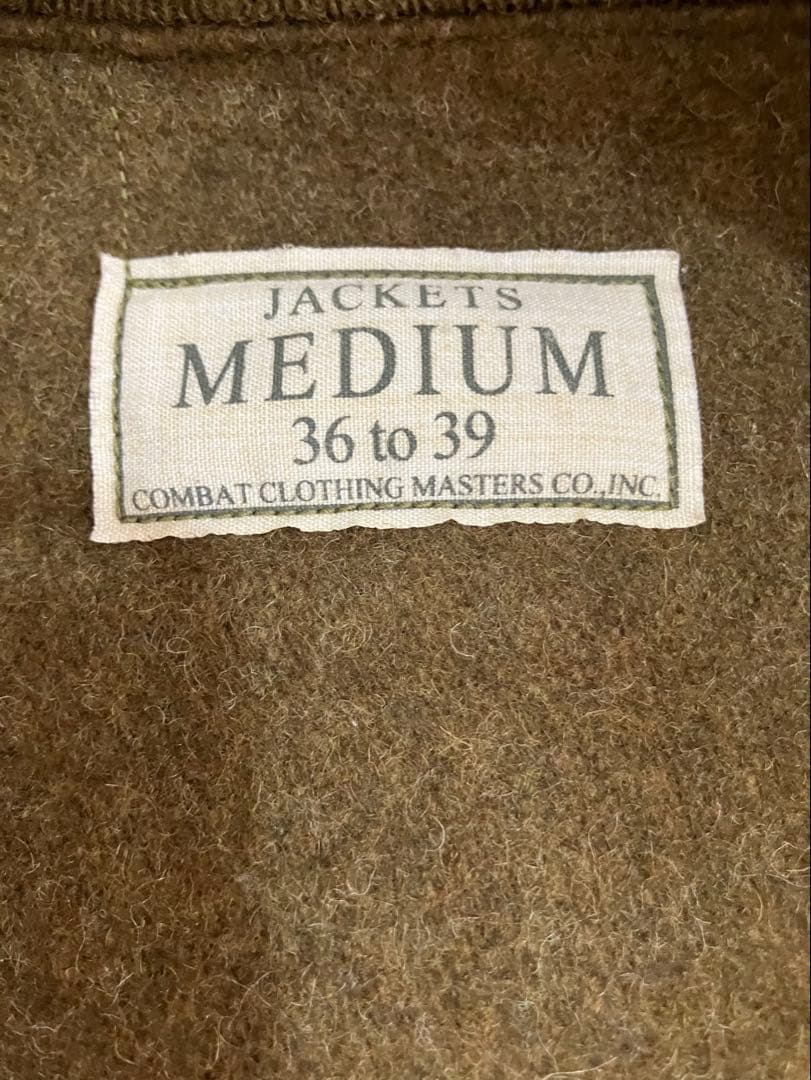 JACKETS
MEDIUM
36 to 39
COMBAT CLOTHING MASTERS CO.,INC.